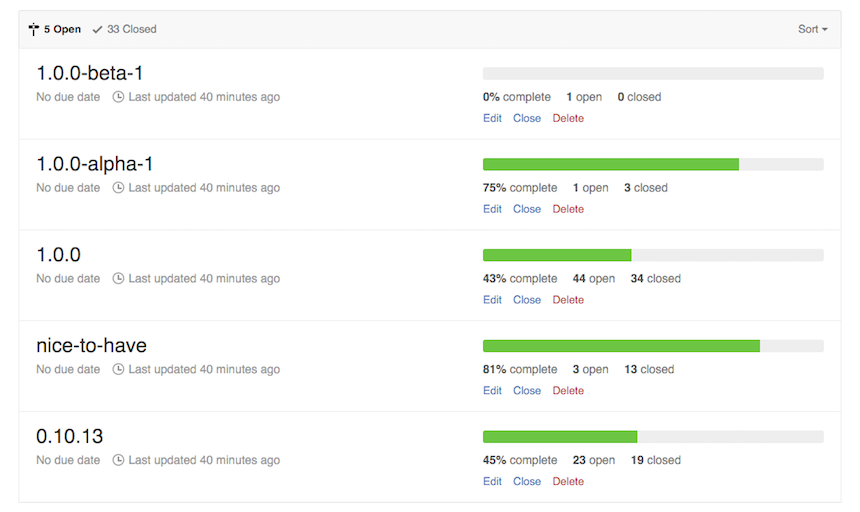 5 Open 33 Closed Sort
1.0.0-beta-1
No due date Last updated 40 minutes ago
0% complete 1 open 0 closed
Edit Close Delete
1.0.0-alpha-1
No due date Last updated 40 minutes ago
75% complete 1 open 3 closed
Edit Close Delete
1.0.0
No due date Last updated 40 minutes ago
43% complete 44 open 34 closed
Edit Close Delete
nice-to-have
No due date Last updated 40 minutes ago
81% complete 3 open 13 closed
Edit Close Delete
0.10.13
No due date Last updated 40 minutes ago
45% complete 23 open 19 closed
Edit Close Delete